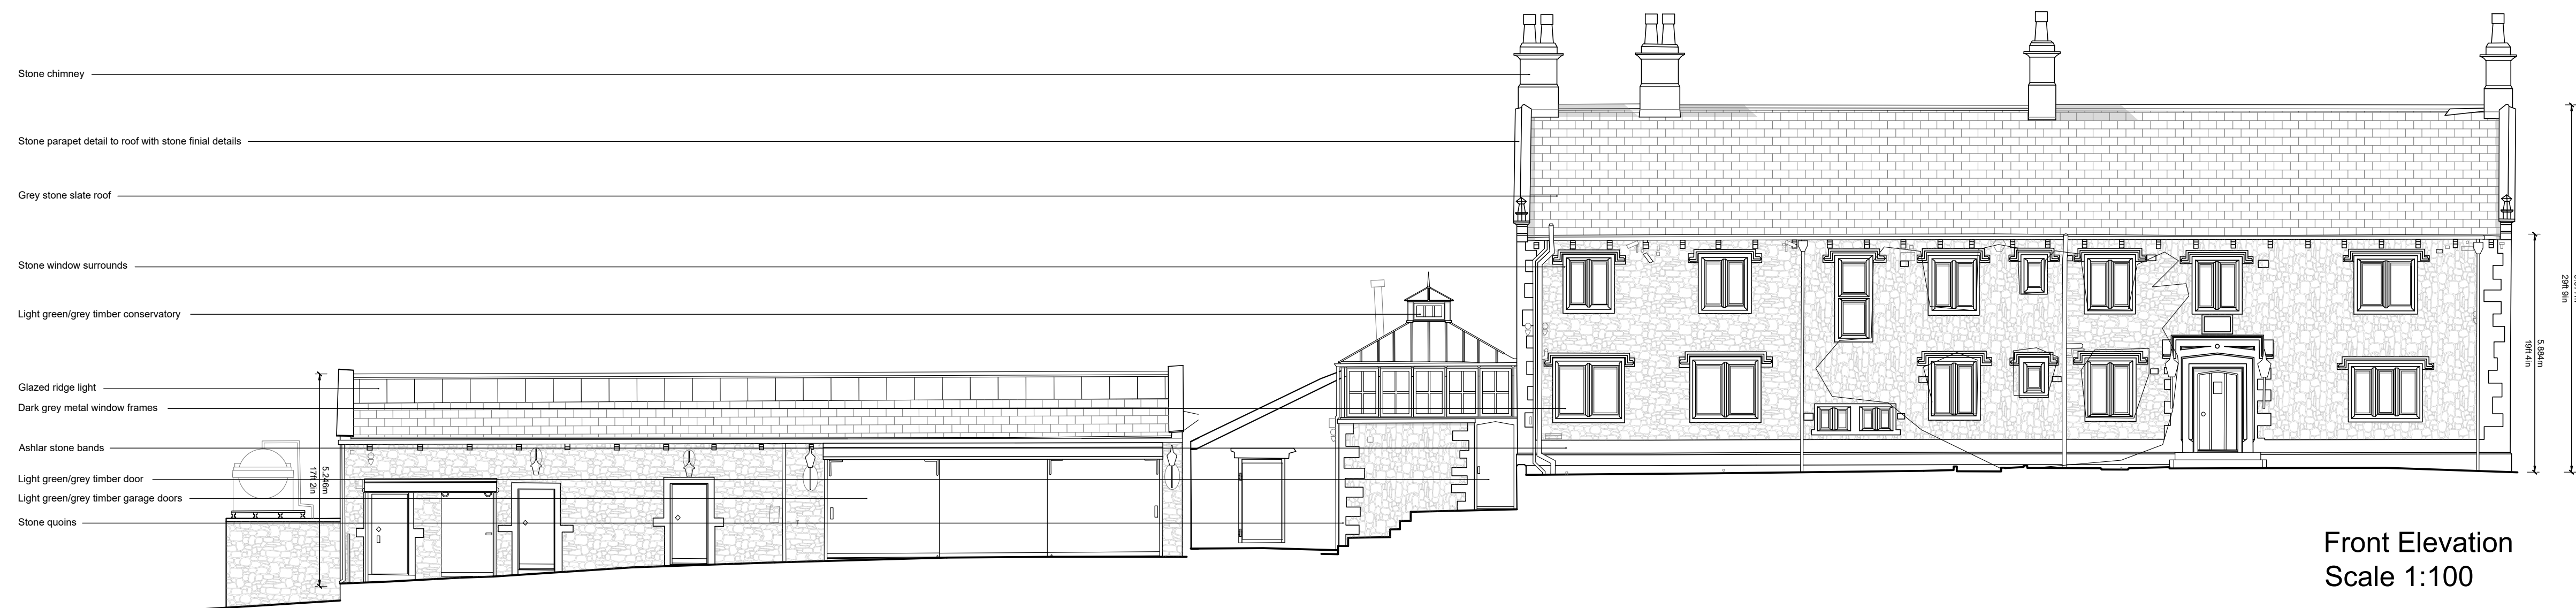 Stone chimney
Stone parapet detail to roof with stone finial details
Grey stone slate roof
Stone window surrounds
Light green/grey timber conservatory
Glazed ridge light
Dark grey metal window frames
Ashlar stone bands
Light green/grey timber door
Light green/grey timber garage doors
Stone quoins
5.246m
17ft 2in
5.884m
19ft 4in
29ft 9in
Front Elevation
Scale 1:100